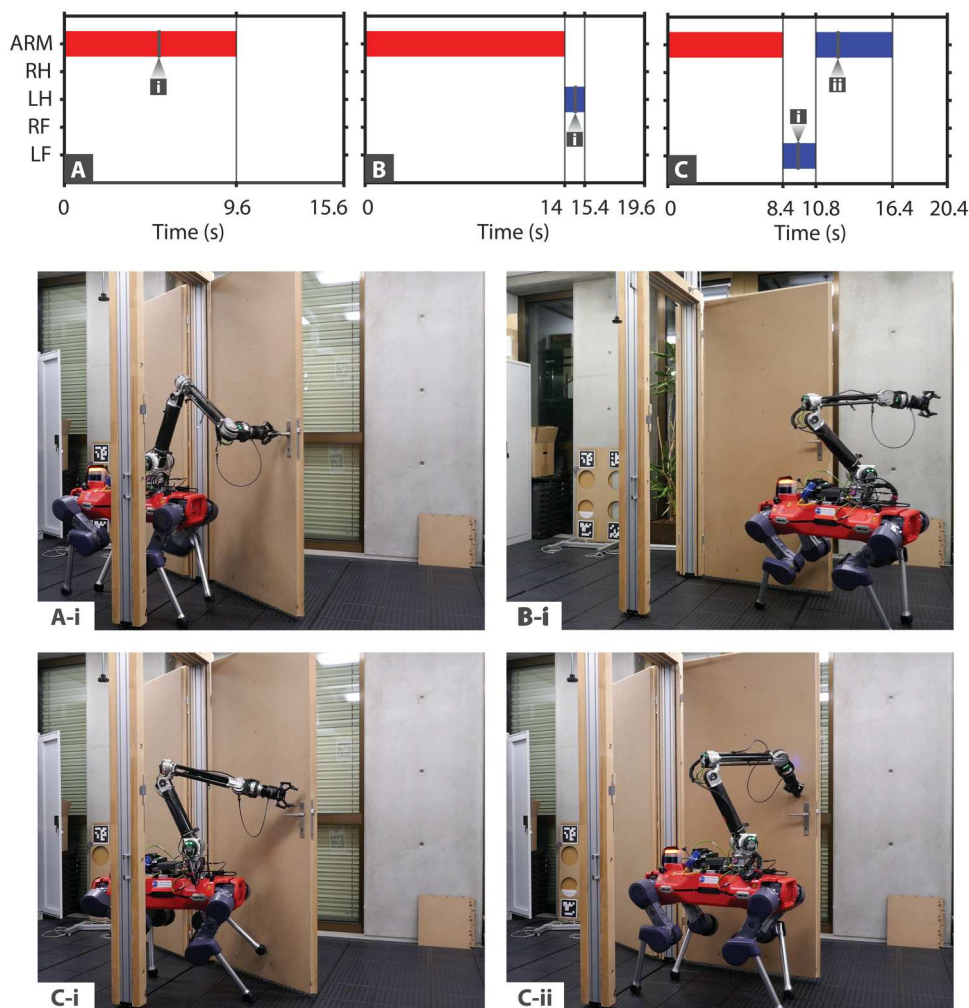 ARM
RH
LH
RF
LF
A
i
0
9.6
15.6
Time (s)
B
i
0
14
15.4
19.6
Time (s)
C
i
ii
0
8.4
10.8
16.4
20.4
Time (s)
A-i
B-i
C-i
C-ii